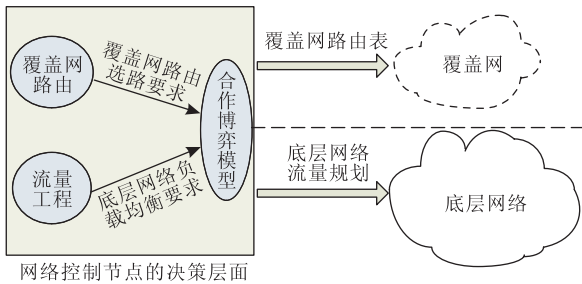 覆盖网
路由
覆盖网路由
选路要求
合作博弈模型
流量
工程
底层网络负
载均衡要求
覆盖网路由表
覆盖网
底层网络
流量规划
底层网络
网络控制节点的决策层面